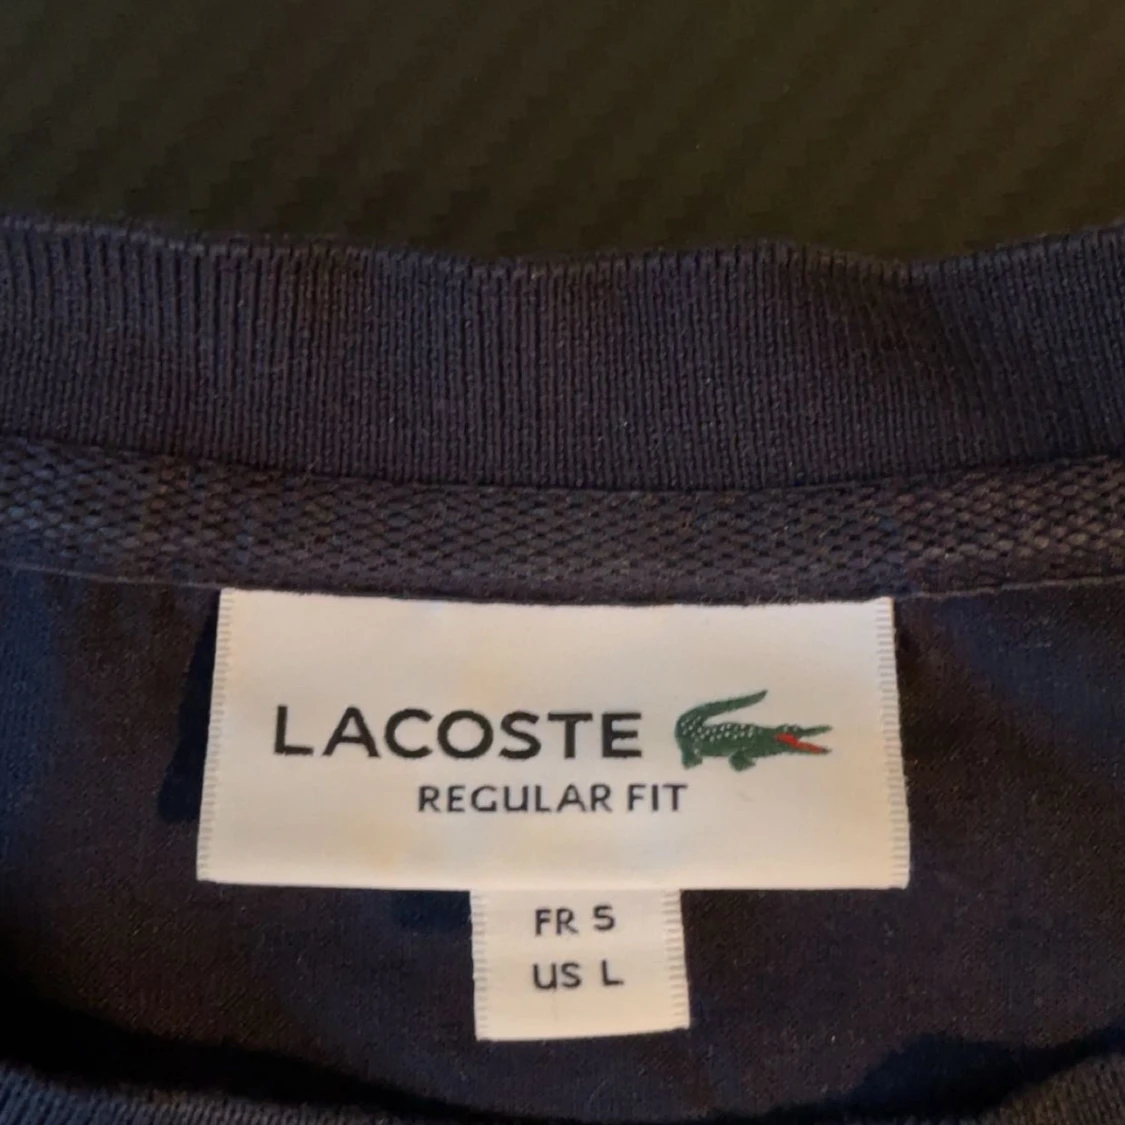 LACOSTE
REGULAR FIT
FR 5
US L